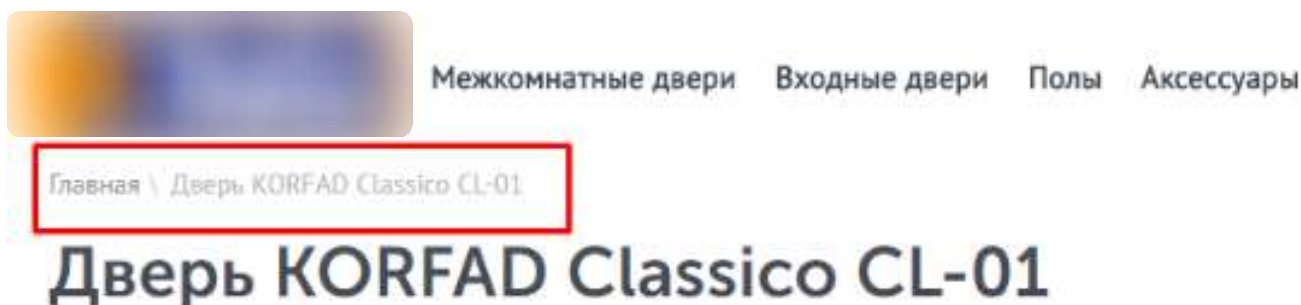 Межкомнатные двери Входные двери Полы Аксессуары
Главная \ Дверь KORFAD Classico CL-01
Дверь KORFAD Classico CL-01